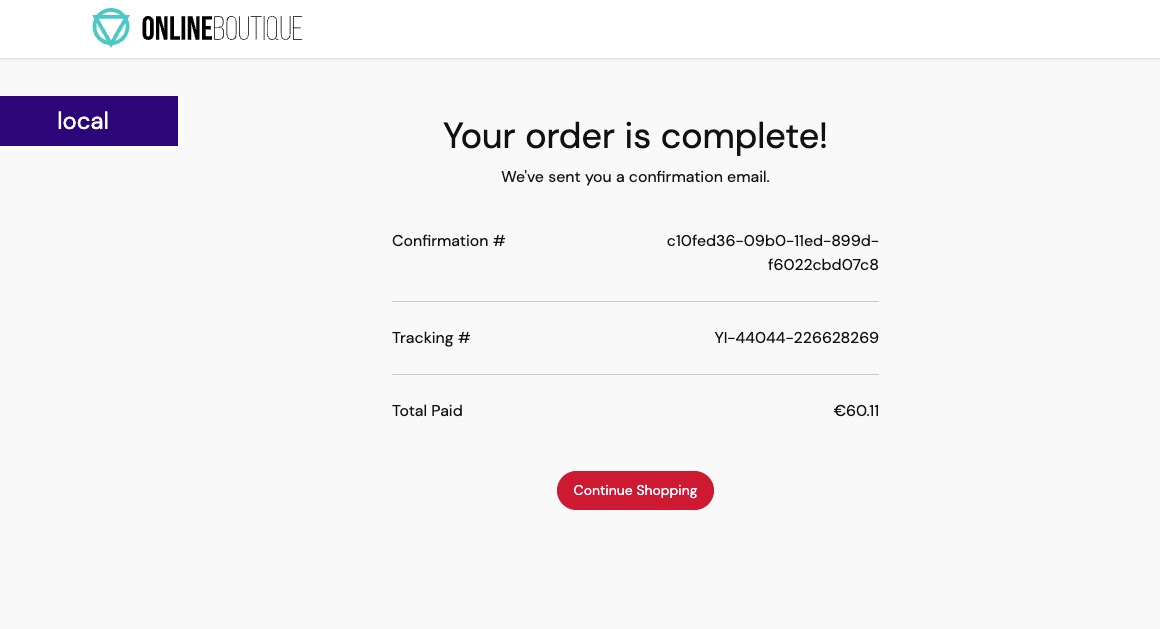 ONLINEBOUTIQUE
local
Your order is complete!
We've sent you a confirmation email.
Confirmation # c10fed36-09b0-11ed-899d-
f6022cbd07c8
Tracking # YI-44044-226628269
Total Paid €60.11
Continue Shopping